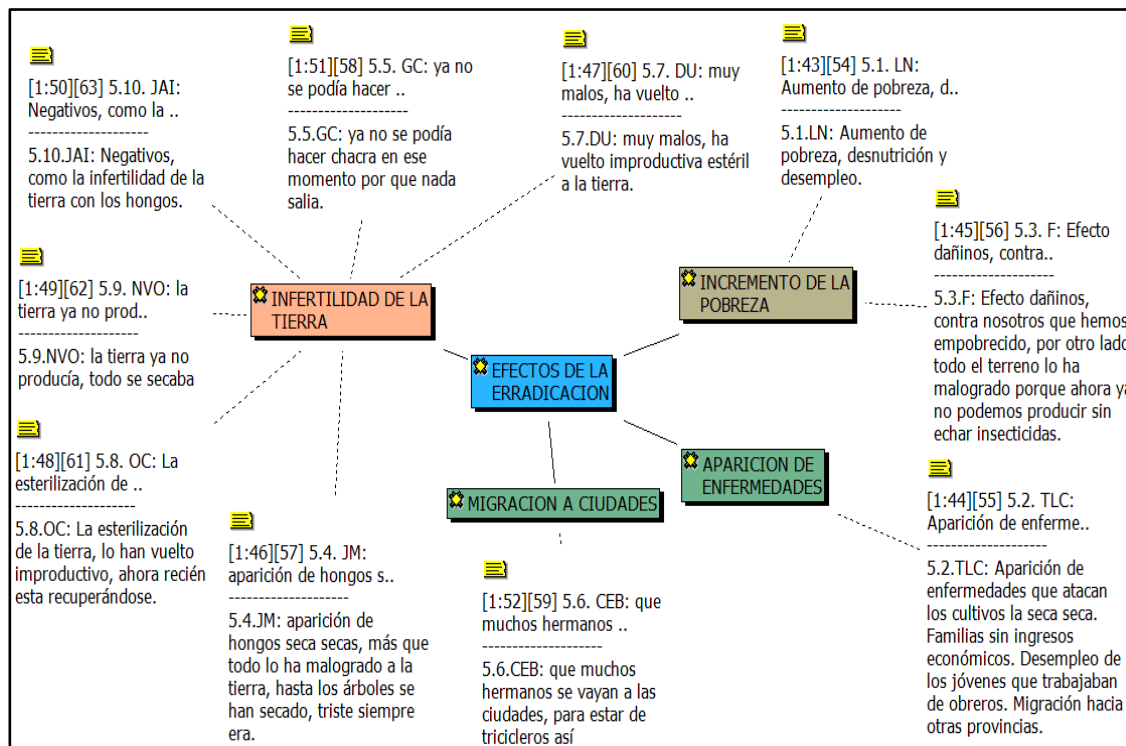 [1:50][63] 5.10. JAI:
Negativos, como la ..
--------------------
5.10.JAI: Negativos,
como la infertilidad de la
tierra con los hongos.
[1:51][58] 5.5. GC: ya no
se podía hacer ..
--------------------
5.5.GC: ya no se podía
hacer chacra en ese
momento por que nada
salia.
[1:47][60] 5.7. DU: muy
malos, ha vuelto ..
--------------------
5.7.DU: muy malos, ha
vuelto improductiva estéril
a la tierra.
[1:43][54] 5.1. LN:
Aumento de pobreza, d..
--------------------
5.1.LN: Aumento de
pobreza, desnutrición y
desempleo.
[1:45][56] 5.3. F: Efecto
dañinos, contra..
--------------------
5.3.F: Efecto dañinos,
contra nosotros que hemos
empobrecido, por otro lado
todo el terreno lo ha
malogrado porque ahora ya
no podemos producir sin
echar insecticidas.
[1:49][62] 5.9. NVO: la
tierra ya no prod..
--------------------
5.9.NVO: la tierra ya no
producía, todo se secaba
INFERTILIDAD DE LA
TIERRA
INCREMENTO DE LA
POBREZA
EFECTOS DE LA
ERRADICACION
APARICION DE
ENFERMEDADES
MIGRACION A CIUDADES
[1:48][61] 5.8. OC: La
esterilización de ..
--------------------
5.8.OC: La esterilización
de la tierra, lo han vuelto
improductivo, ahora recién
esta recuperándose.
[1:46][57] 5.4. JM:
aparición de hongos s..
--------------------
5.4.JM: aparición de
hongos seca secas, más que
todo lo ha malogrado a la
tierra, hasta los árboles se
han secado, triste siempre
era.
[1:52][59] 5.6. CEB: que
muchos hermanos ..
--------------------
5.6.CEB: que muchos
hermanos se vayan a las
ciudades, para estar de
tricicleros así
[1:44][55] 5.2. TLC:
Aparición de enferme..
--------------------
5.2.TLC: Aparición de
enfermedades que atacan
los cultivos la seca seca.
Familias sin ingresos
económicos. Desempleo de
los jóvenes que trabajaban
de obreros. Migración hacia
otras provincias.